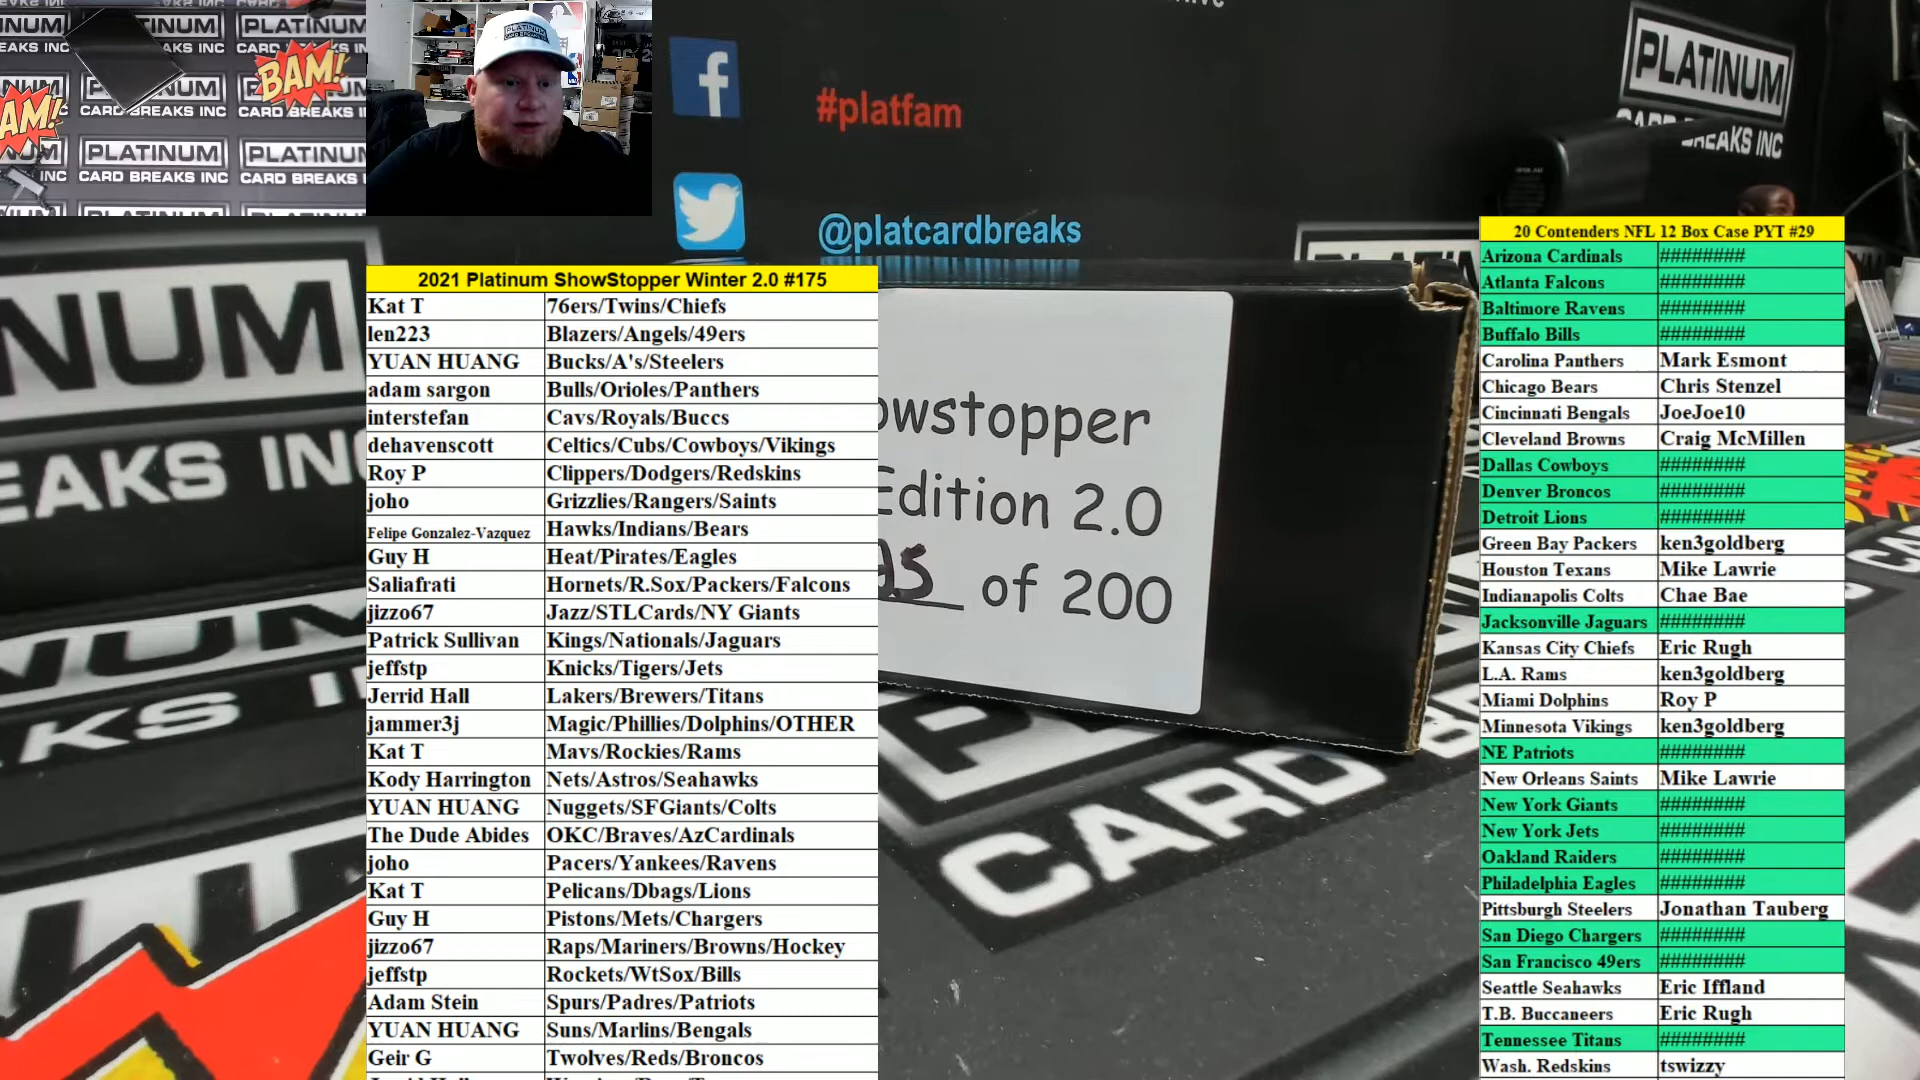 PLATINUM
CARD BREAKS INC
BAM!
#platfam
@platcardbreaks
PLATINUM
CARD BREAKS INC
2021 Platinum ShowStopper Winter 2.0 #175
Kat T 76ers/Twins/Chiefs
len223 Blazers/Angels/49ers
YUAN HUANG Bucks/A's/Steelers
adam sargon Bulls/Orioles/Panthers
interstefan Cavs/Royals/Buccs
dehavenscott Celtics/Cubs/Cowboys/Vikings
Roy P Clippers/Dodgers/Redskins
joho Grizzlies/Rangers/Saints
Felipe Gonzalez-Vazquez Hawks/Indians/Bears
Guy H Heat/Pirates/Eagles
Saliafrati Hornets/R.Sox/Packers/Falcons
jizzo67 Jazz/STLCards/NY Giants
Patrick Sullivan Kings/Nationals/Jaguars
jeffstp Knicks/Tigers/Jets
Jerrid Hall Lakers/Brewers/Titans
jammer3j Magic/Phillies/Dolphins/OTHER
Kat T Mavs/Rockies/Rams
Kody Harrington Nets/Astros/Seahawks
YUAN HUANG Nuggets/SFGiants/Colts
The Dude Abides OKC/Braves/AzCardinals
joho Pacers/Yankees/Ravens
Kat T Pelicans/Dbags/Lions
Guy H Pistons/Mets/Chargers
jizzo67 Raps/Mariners/Browns/Hockey
jeffstp Rockets/WtSox/Bills
Adam Stein Spurs/Padres/Patriots
YUAN HUANG Suns/Marlins/Bengals
Geir G Twolves/Reds/Broncos
owstopper
Edition 2.0
of 200
CARD
20 Contenders NFL 12 Box Case PYT #29
Arizona Cardinals ########
Atlanta Falcons ########
Baltimore Ravens ########
Buffalo Bills ########
Carolina Panthers Mark Esmont
Chicago Bears Chris Stenzel
Cincinnati Bengals JoeJoe10
Cleveland Browns Craig McMillen
Dallas Cowboys ########
Denver Broncos ########
Detroit Lions ########
Green Bay Packers ken3goldberg
Houston Texans Mike Lawrie
Indianapolis Colts Chae Bae
Jacksonville Jaguars ########
Kansas City Chiefs Eric Rugh
L.A. Rams ken3goldberg
Miami Dolphins Roy P
Minnesota Vikings ken3goldberg
NE Patriots ########
New Orleans Saints Mike Lawrie
New York Giants ########
New York Jets ########
Oakland Raiders ########
Philadelphia Eagles ########
Pittsburgh Steelers Jonathan Tauberg
San Diego Chargers ########
San Francisco 49ers ########
Seattle Seahawks Eric Iffland
T.B. Buccaneers Eric Rugh
Tennessee Titans ########
Wash. Redskins tswizzy